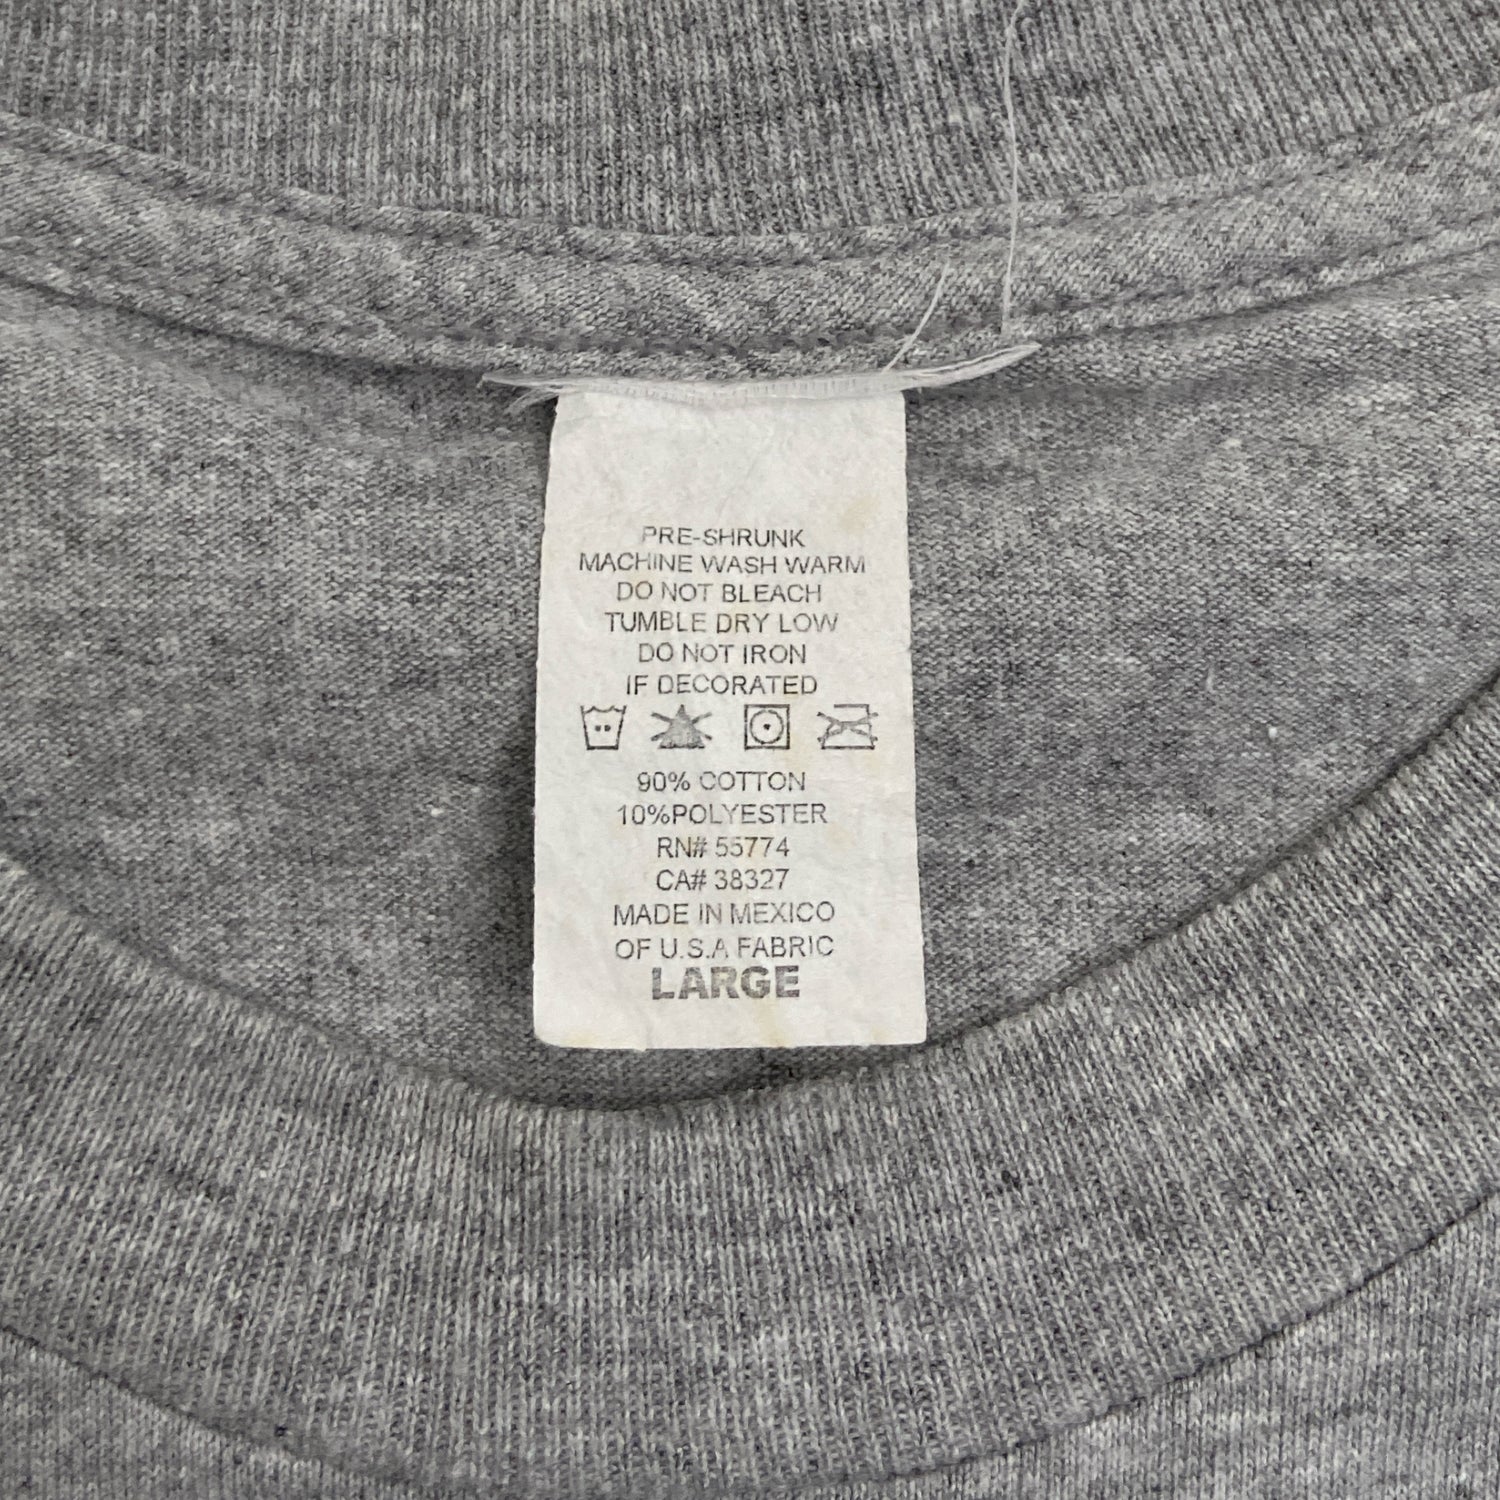 PRE-SHRUNK
MACHINE WASH WARM
DO NOT BLEACH
TUMBLE DRY LOW
DO NOT IRON
IF DECORATED
90% COTTON
10%POLYESTER
RN# 55774
CA# 38327
MADE IN MEXICO
OF U.S.A FABRIC
LARGE